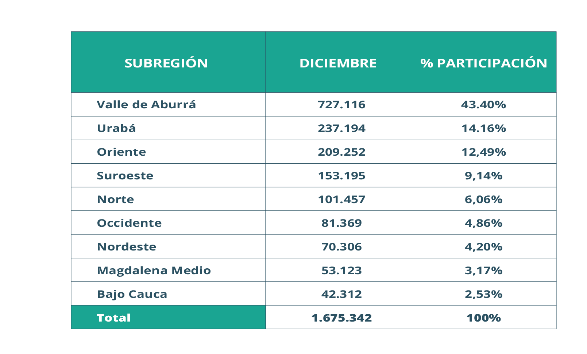 SUBREGIÓN DICIEMBRE % PARTICIPACIÓN
Valle de Aburrá 727.116 43.40%
Urabá 237.194 14.16%
Oriente 209.252 12,49%
Suroeste 153.195 9,14%
Norte 101.457 6,06%
Occidente 81.369 4,86%
Nordeste 70.306 4,20%
Magdalena Medio 53.123 3,17%
Bajo Cauca 42.312 2,53%
Total 1.675.342 100%